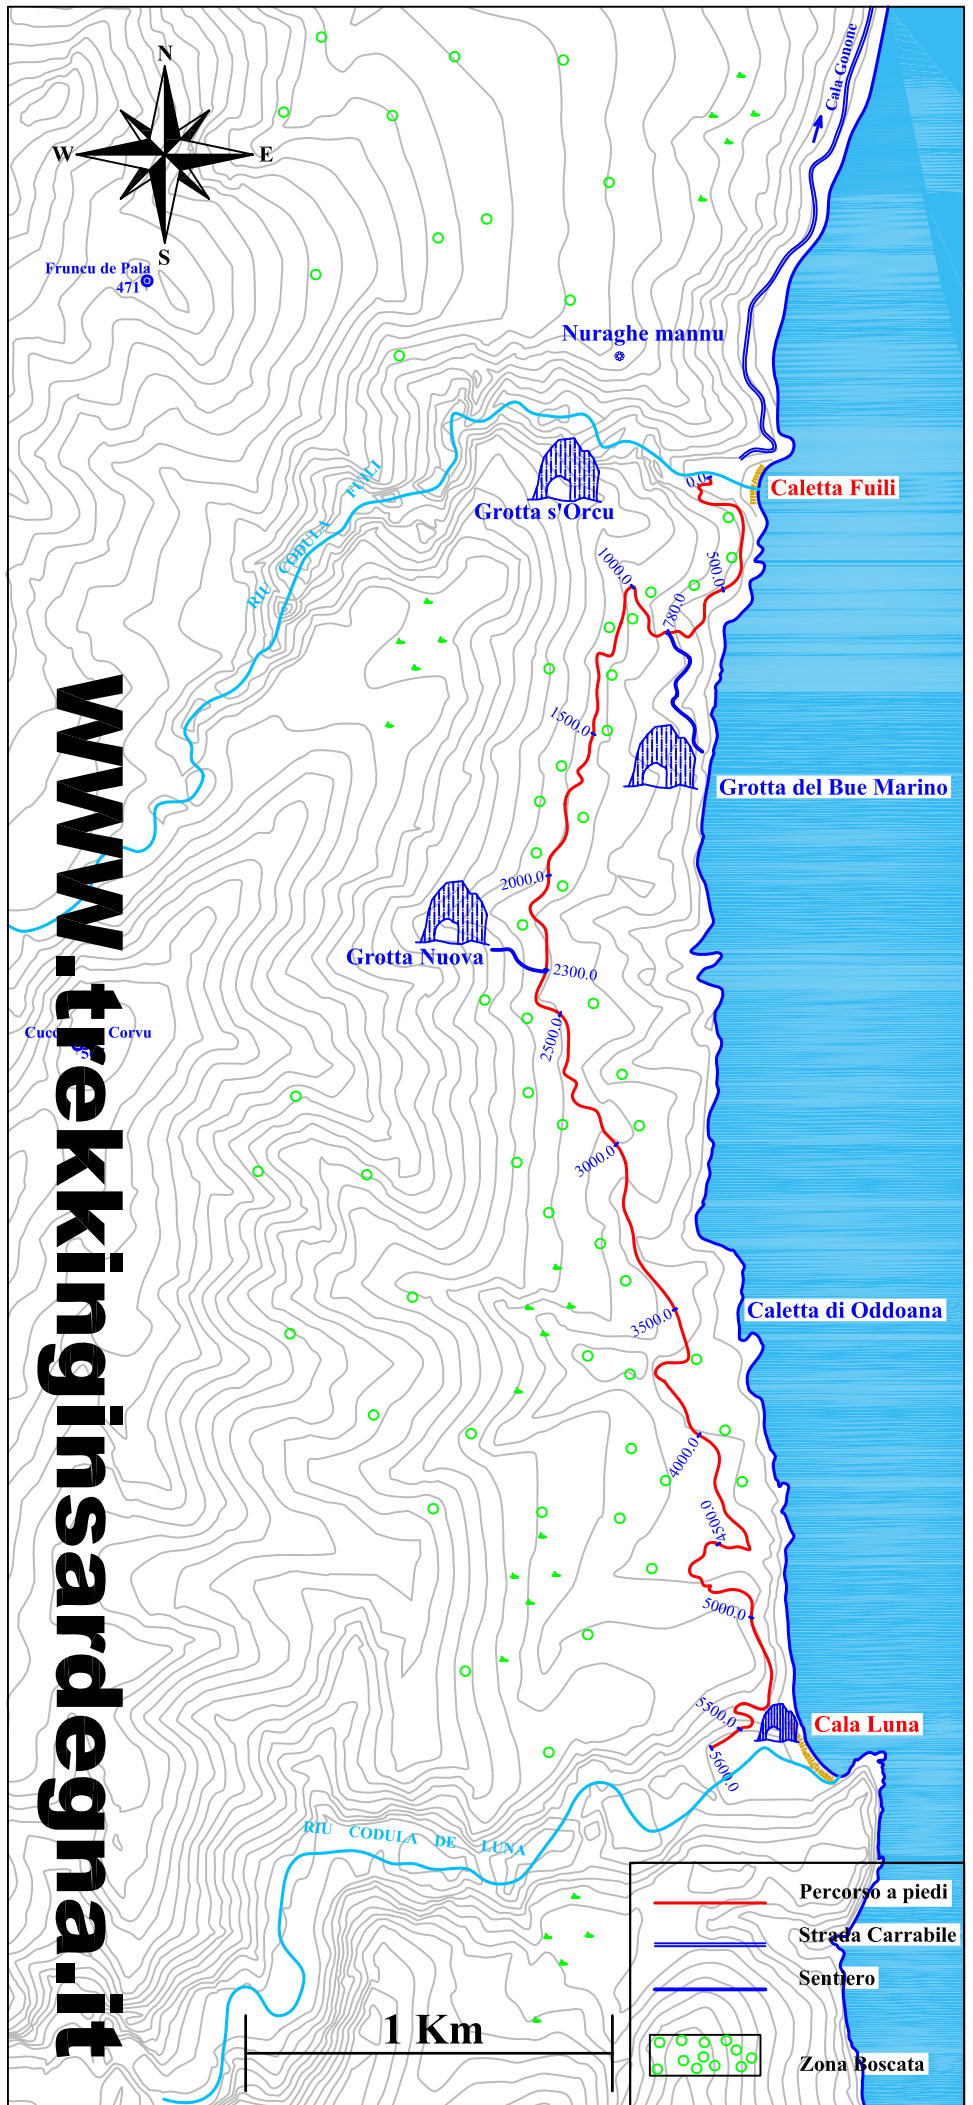 Cala Gonone
N
W
E
S
Fruncu de Pala
471
Nuraghe mannu
RIU CODULA FUILI
Grotta s'Orcu
0.0
Caletta Fuili
500.0
780.0
1000.0
1500.0
Grotta del Bue Marino
2000.0
Grotta Nuova
2300.0
2500.0
www.trekkinginsardegna.it
Corvu
3000.0
Caletta di Oddoana
3500.0
4000.0
4500.0
5000.0
5500.0
5600.0
Cala Luna
RIU CODULA DE LUNA
Percorso a piedi
Strada Carrabile
Sentiero
Zona Boscata
1 Km